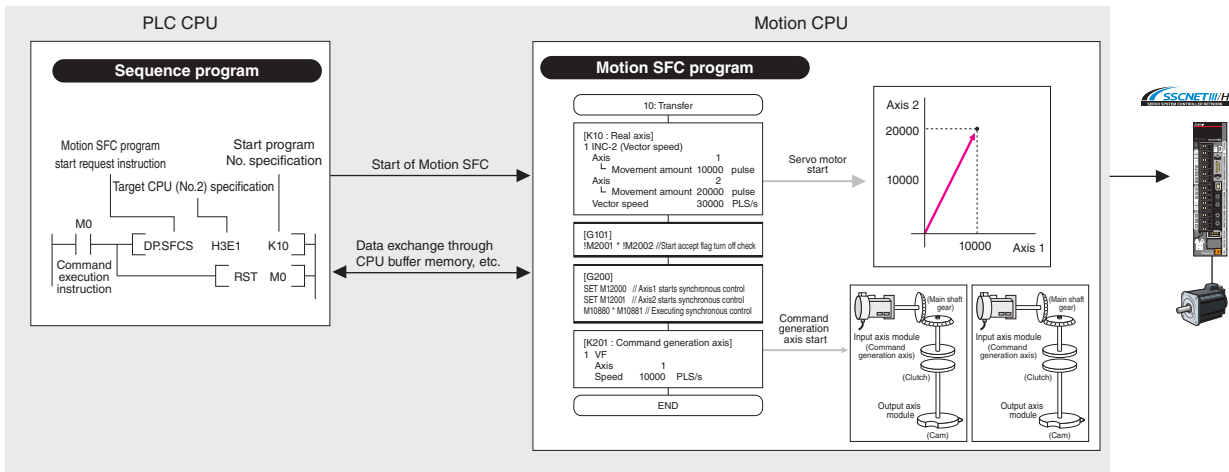 PLC CPU
Sequence program
Motion SFC program
start request instruction
Start program
No. specification
Target CPU (No.2) specification
M0
DP.SFCS H3E1 K10
Command
execution
instruction
RST M0
Start of Motion SFC
Data exchange through
CPU buffer memory, etc.
Motion CPU
Motion SFC program
10: Transfer
[K10 : Real axis]
1 INC-2 (Vector speed)
Axis 1
Movement amount 10000 pulse
Axis 2
Movement amount 20000 pulse
Vector speed 30000 PLS/s
[G101]
!M2001 * !M2002 //Start accept flag turn off check
[G200]
SET M12000 // Axis1 starts synchronous control
SET M12001 // Axis2 starts synchronous control
M10880 * M10881 // Executing synchronous control
[K201 : Command generation axis]
1 VF
Axis 1
Speed 10000 PLS/s
END
Servo motor
start
Axis 2
20000
10000
10000 Axis 1
Command
generation
axis start
(Main shaft
gear)
Input axis module
(Command
generation axis)
(Clutch)
Output axis
module
(Cam)
(Main shaft
gear)
Input axis module
(Command
generation axis)
(Clutch)
Output axis
module
(Cam)
SSCNETIII/H
SERVO SYSTEM CONTROLLER NETWORK